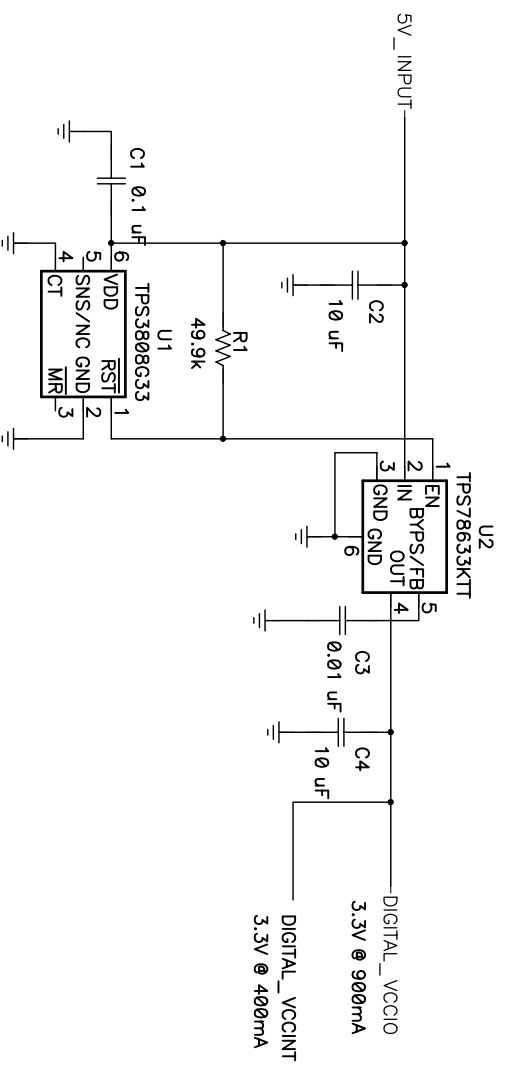 5V_INPUT
C1
0.1 uF
C2
10 uF
R1
49.9k
U1
TPS3808G33
6
VDD
5
SNS/NC
4
CT
RST
1
GND
2
MR
3
U2
TPS78633KTT
1
EN
2
IN
3
GND
BYPS/FB
5
OUT
4
GND
6
C3
0.01 uF
C4
10 uF
DIGITAL_VCCIO
3.3V @ 900mA
DIGITAL_VCCINT
3.3V @ 400mA